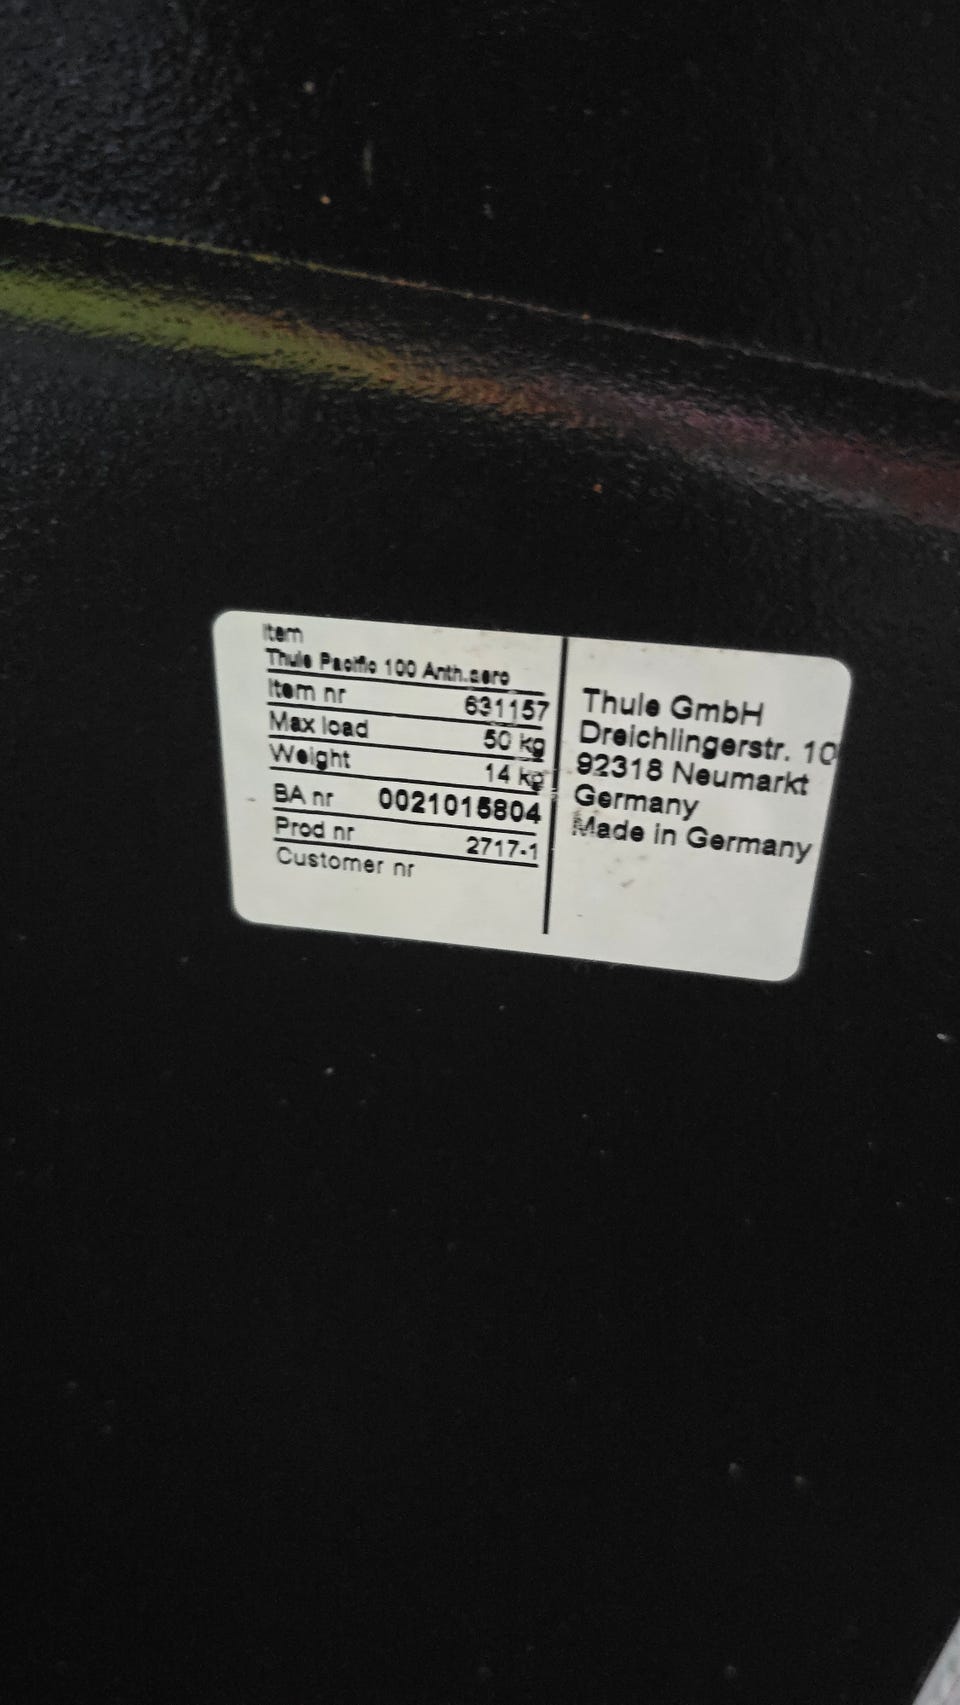 Item
Thule Pacific 100 Anth.aero
Item nr 631157
Max load 50 kg
Weight 14 kg
BA nr 0021015804
Prod nr 2717-1
Customer nr
Thule GmbH
Dreichlingerstr. 10
92318 Neumarkt
Germany
Made in Germany